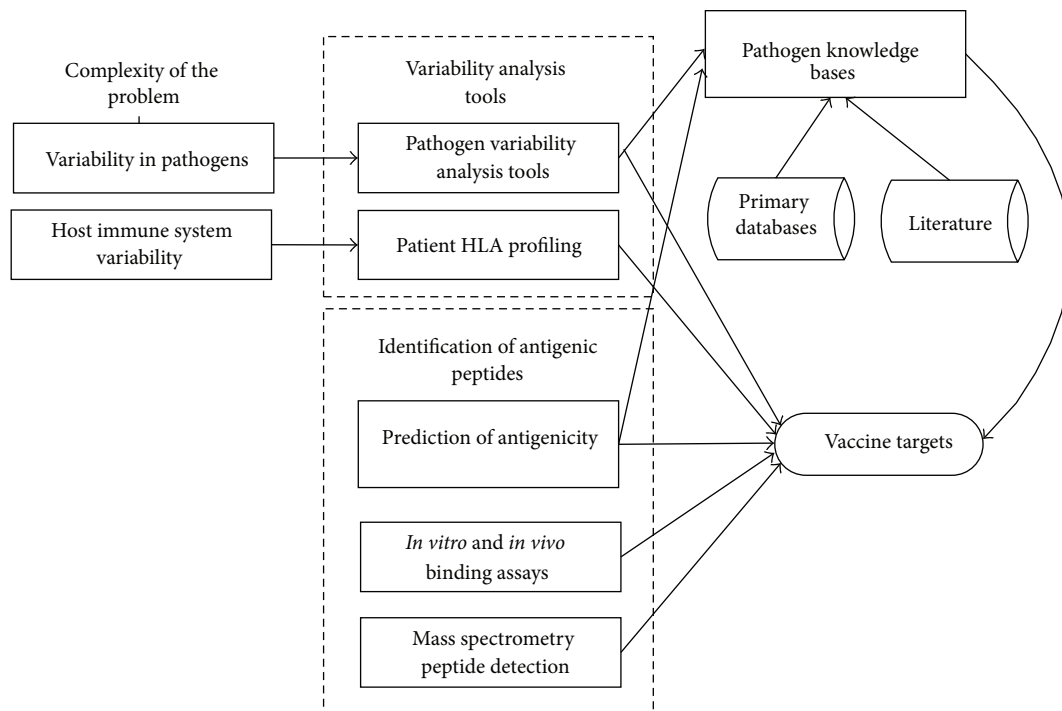 Complexity of the
problem
Variability in pathogens
Host immune system
variability
Variability analysis
tools
Pathogen variability
analysis tools
Patient HLA profiling
Identification of antigenic
peptides
Prediction of antigenicity
In vitro and in vivo
binding assays
Mass spectrometry
peptide detection
Pathogen knowledge
bases
Primary
databases
Literature
Vaccine targets